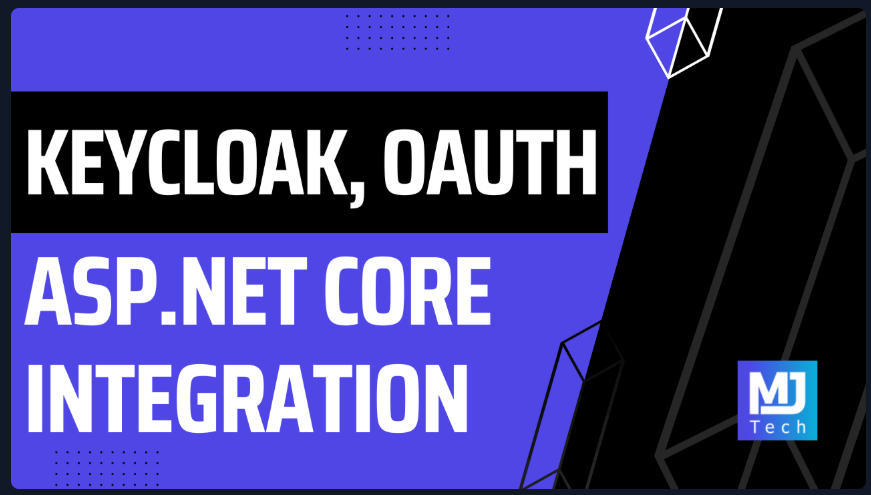 KEYCLOAK, OAUTH
ASP.NET CORE
INTEGRATION
MJ
Tech